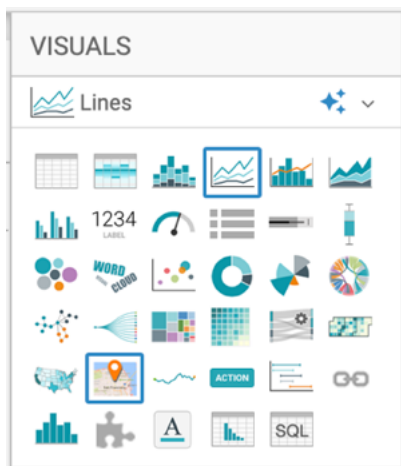 VISUALS
Lines
1234
LABEL
WORD
CLOUD
ACTION
A
SQL